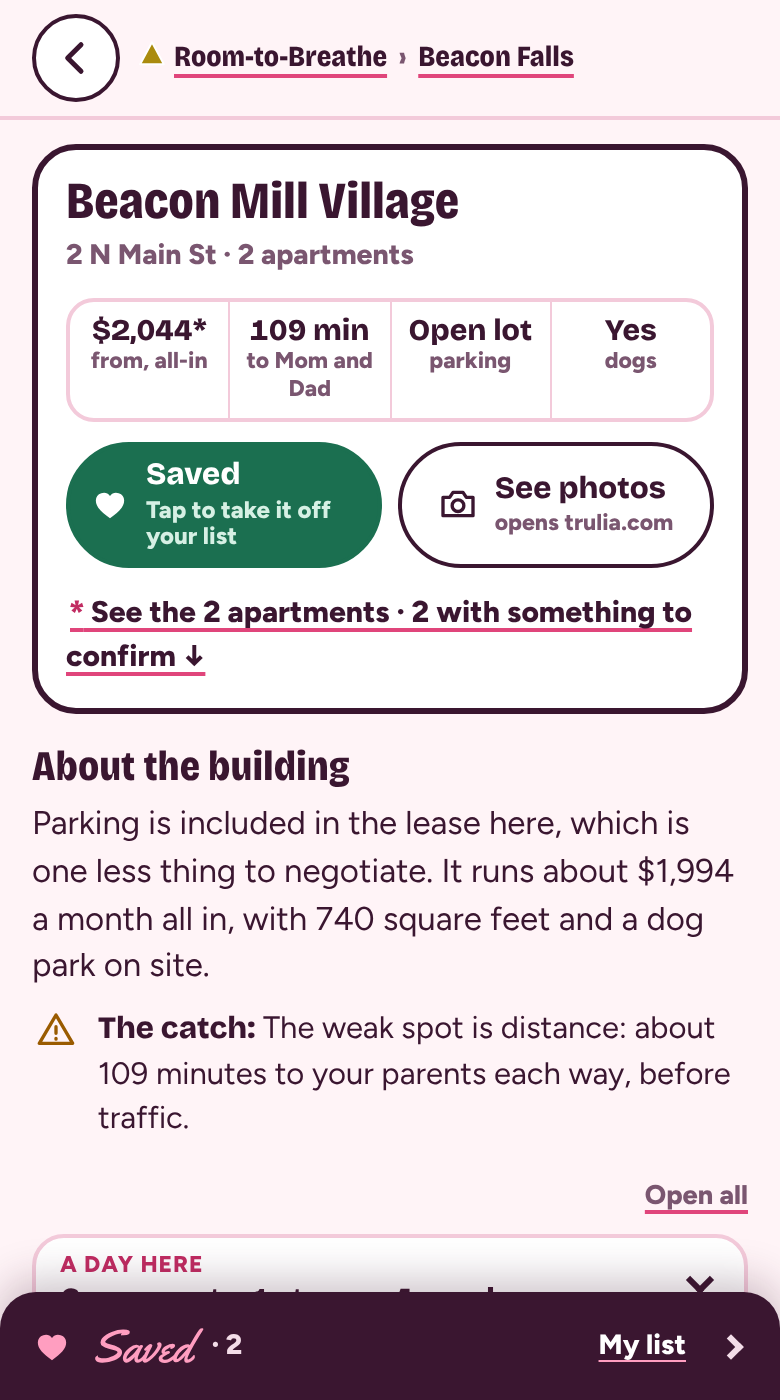 Room-to-Breathe › Beacon Falls
Beacon Mill Village
2 N Main St · 2 apartments
$2,044*
from, all-in
109 min
to Mom and
Dad
Open lot
parking
Yes
dogs
Saved
Tap to take it off
your list
See photos
opens trulia.com
* See the 2 apartments · 2 with something to
confirm ↓
About the building
Parking is included in the lease here, which is
one less thing to negotiate. It runs about $1,994
a month all in, with 740 square feet and a dog
park on site.
The catch: The weak spot is distance: about
109 minutes to your parents each way, before
traffic.
Open all
A DAY HERE
Saved · 2
My list